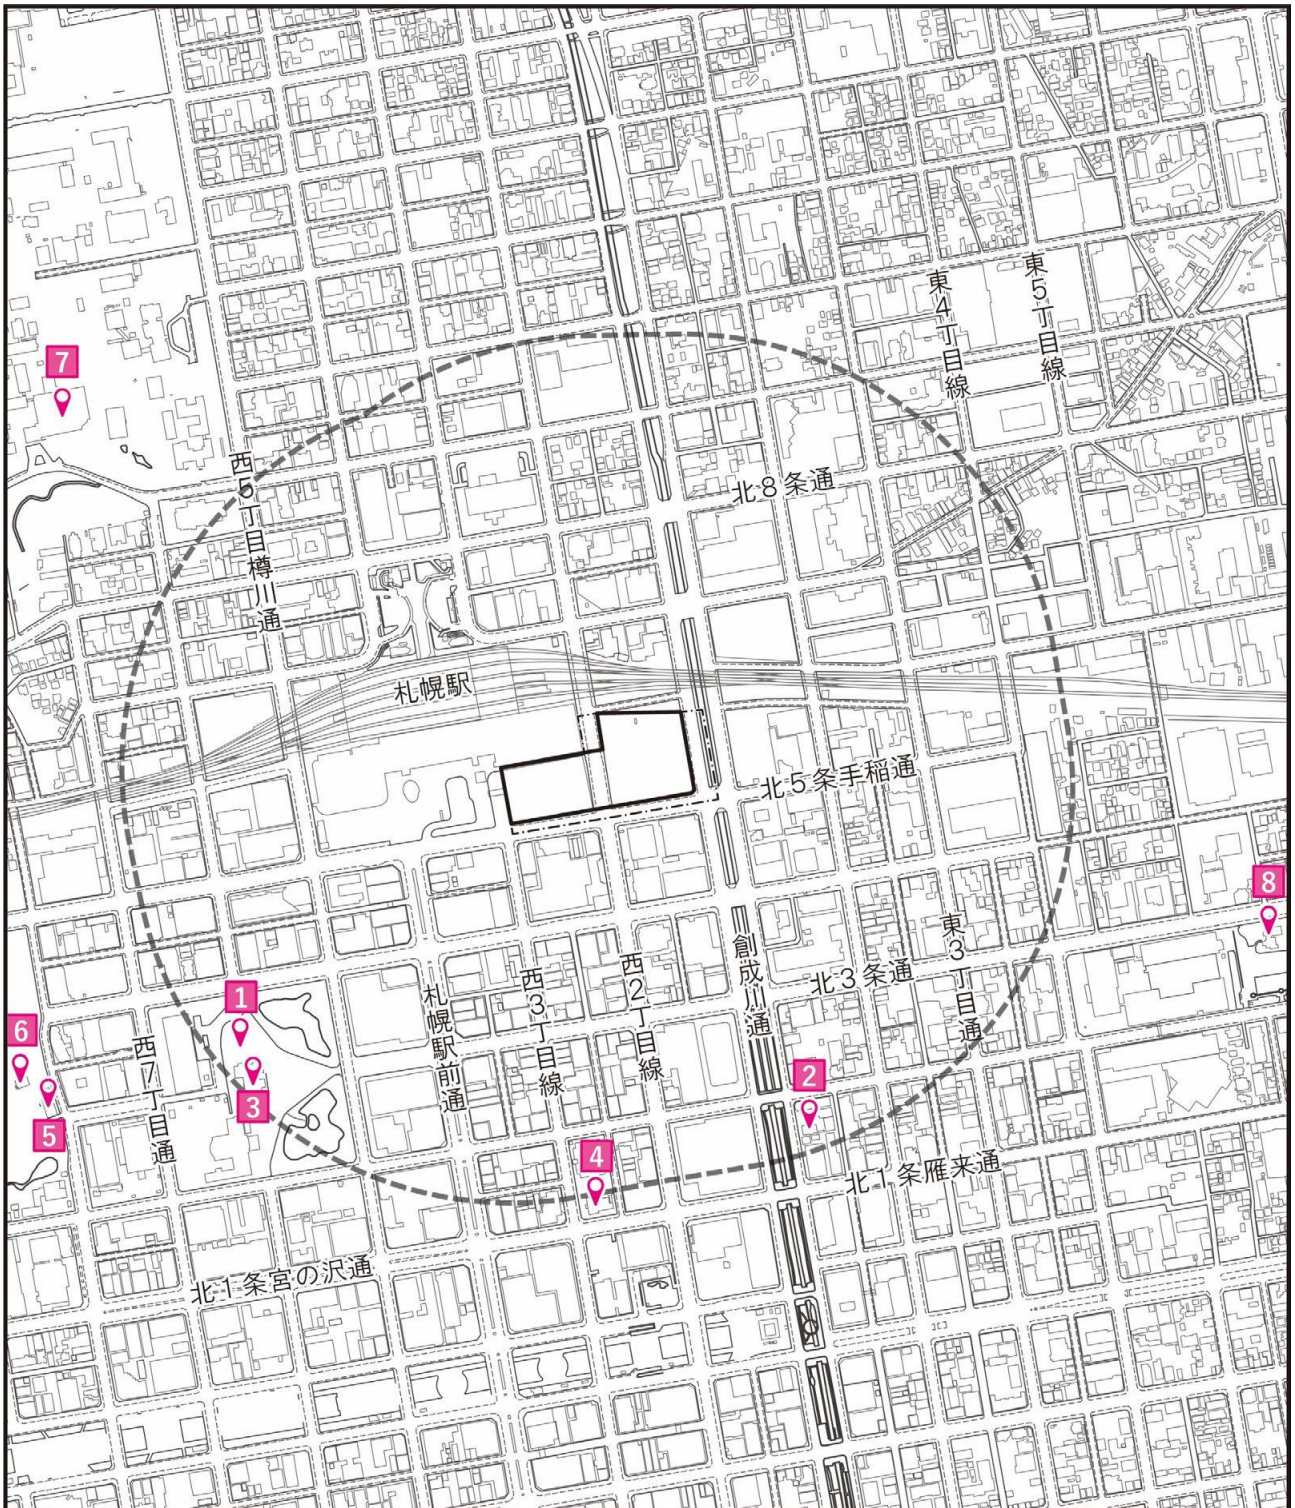 東5丁目線
東4丁目線
7
西5丁目樽川通
北8条通
札幌駅
北5条手稲通
8
東3丁目通
創成川通
北3条通
西2丁目線
西3丁目線
札幌駅前通
1
6
西7丁目通
2
3
5
4
北1条雁来通
北1条宮の沢通